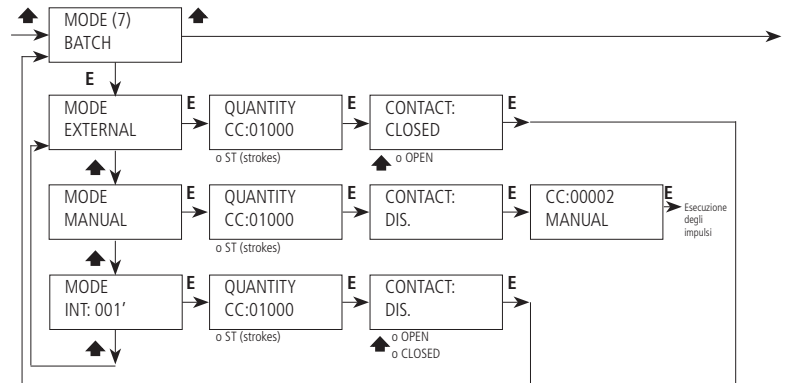 MODE (7)
BATCH
E
MODE
EXTERNAL
E
QUANTITY
CC:01000
o ST (strokes)
E
CONTACT:
CLOSED
o OPEN
E
MODE
MANUAL
E
QUANTITY
CC:01000
o ST (strokes)
E
CONTACT:
DIS.
E
CC:00002
MANUAL
E
Esecuzione
degli
impulsi
MODE
INT: 001'
E
QUANTITY
CC:01000
o ST (strokes)
E
CONTACT:
DIS.
o OPEN
o CLOSED
E